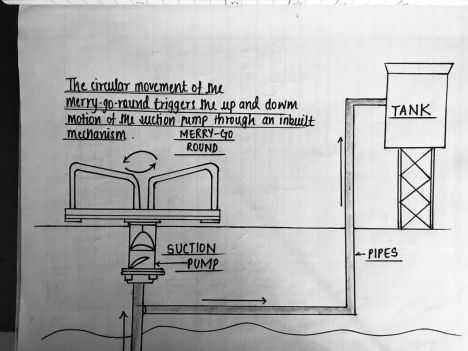 The circular movement of the
merry-go-round triggers the up and down
motion of the suction pump through an inbuilt
mechanism.
MERRY-GO
ROUND
TANK
SUCTION
PUMP
PIPES